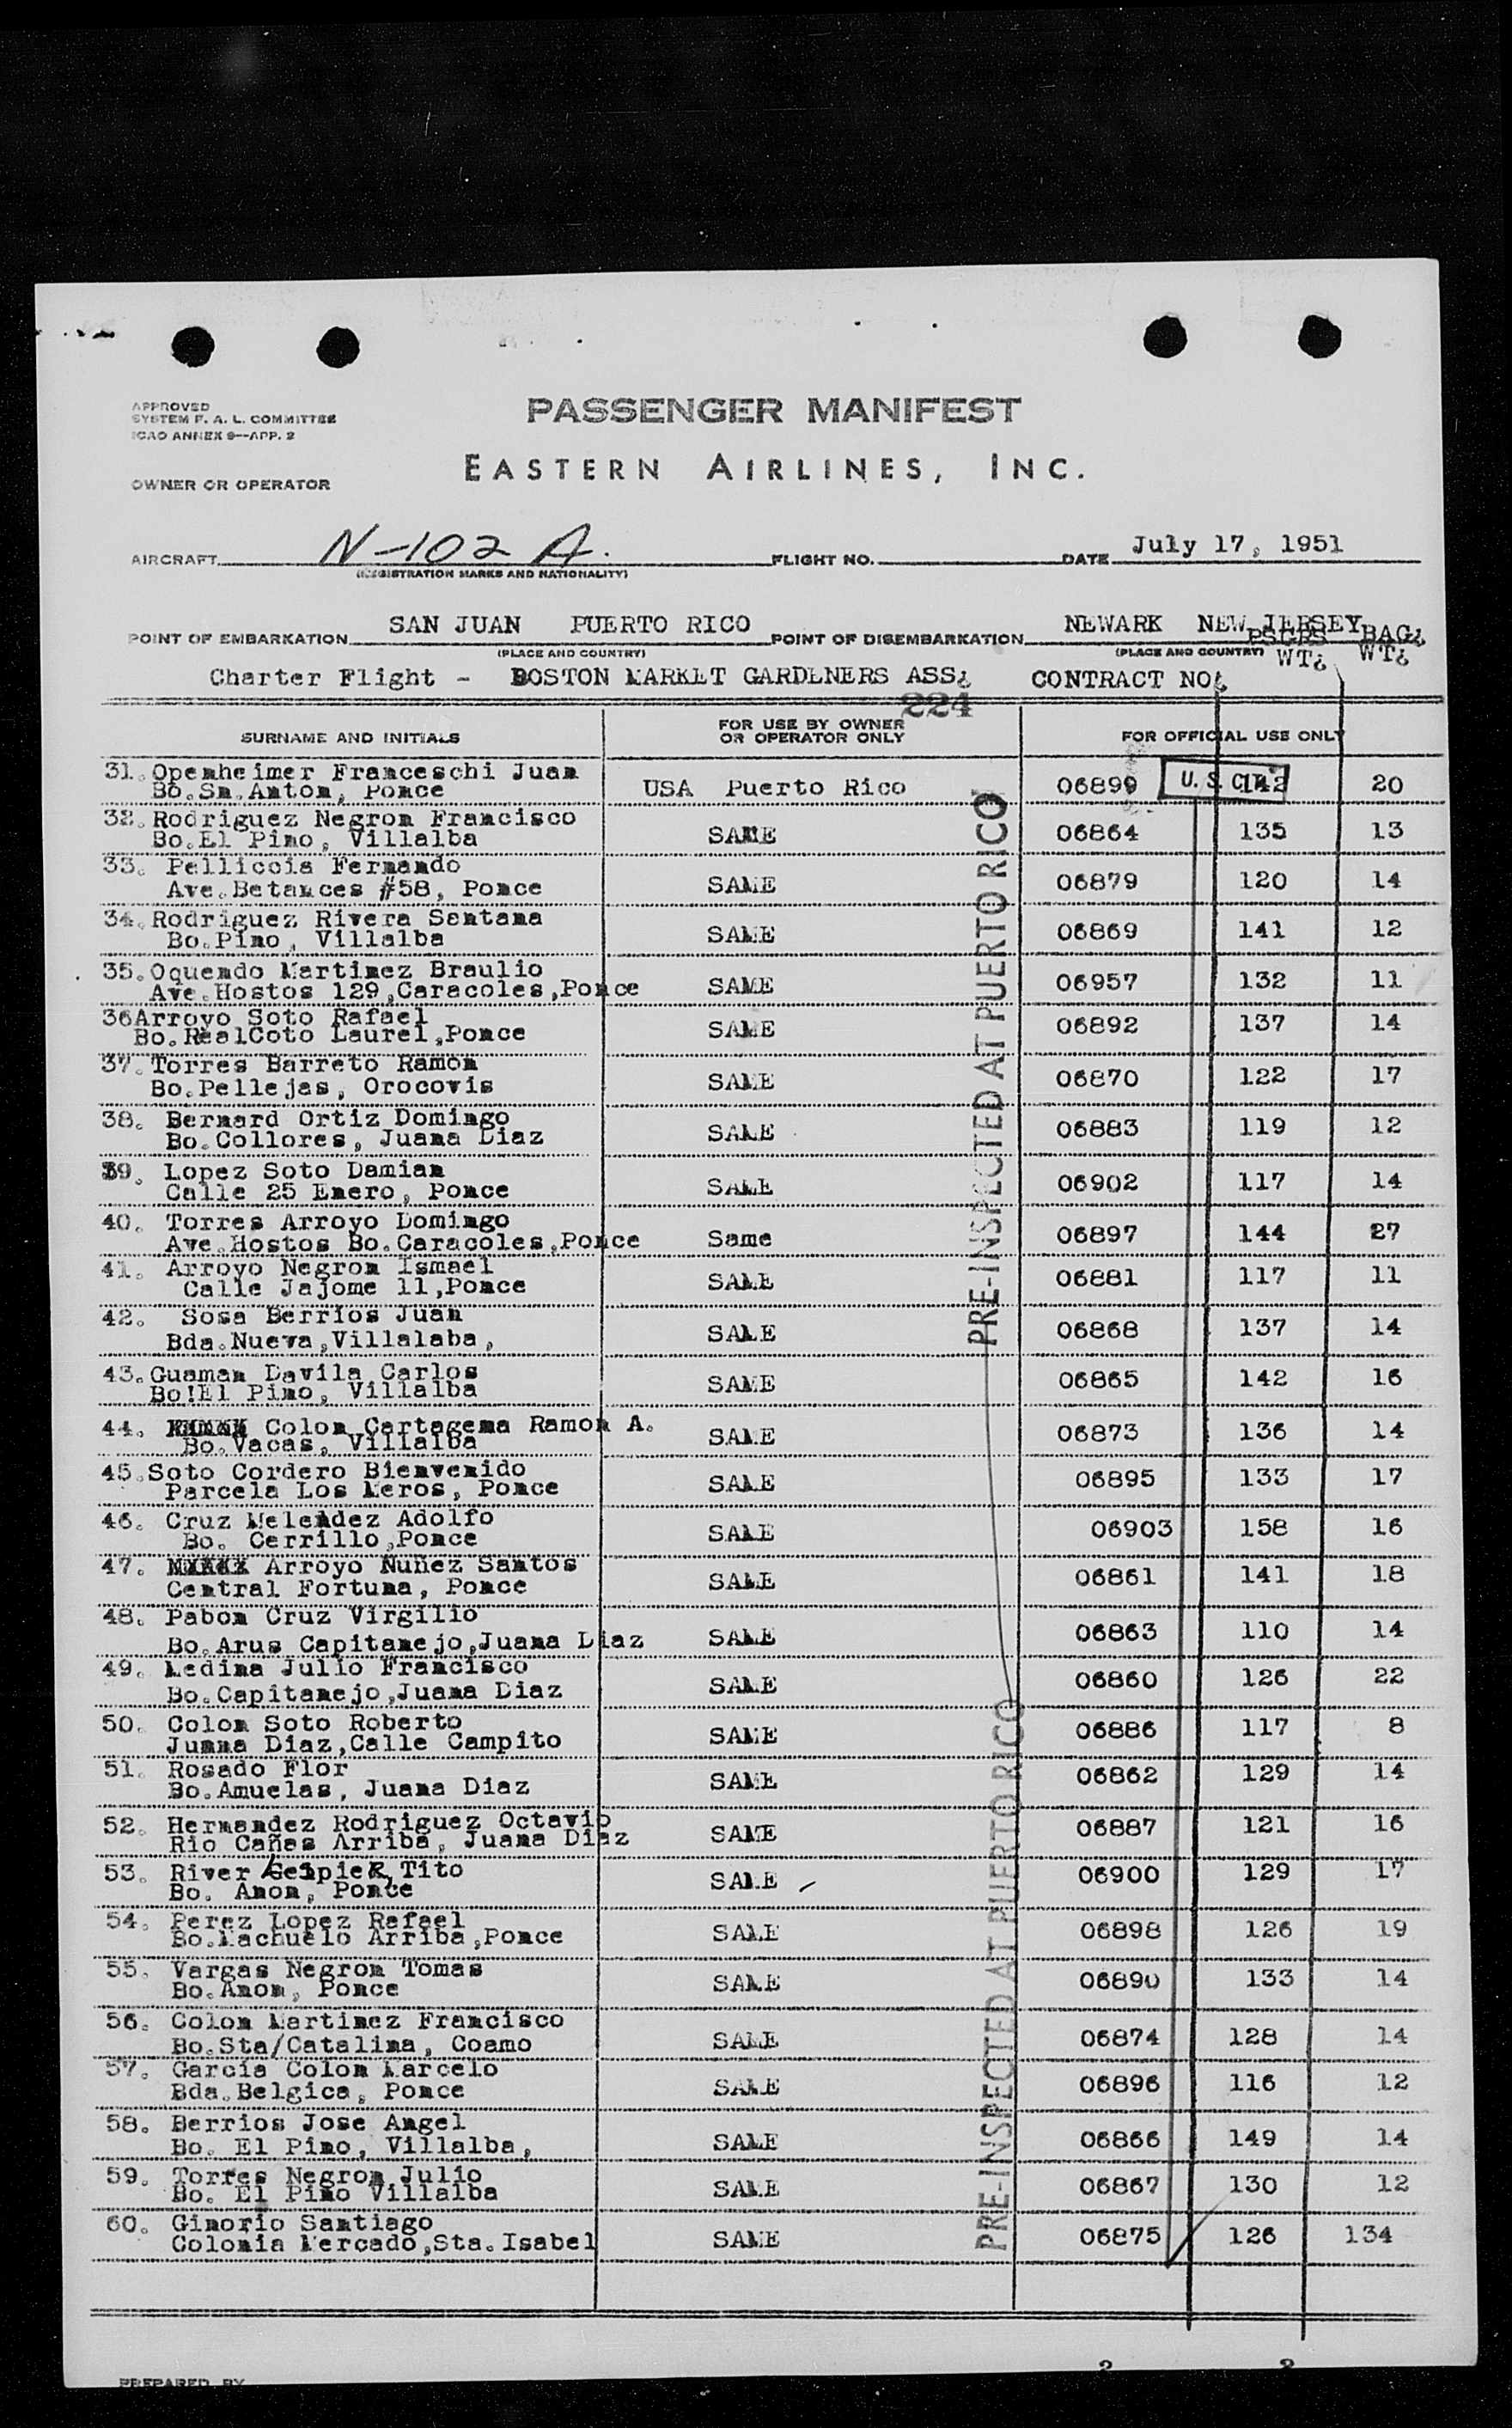 APPROVED
SYSTEM F. A. L. COMMITTEE
ICAO ANNEX 9—APP. 2
PASSENGER MANIFEST
OWNER OR OPERATOR
EASTERN AIRLINES, INC.
AIRCRAFT N-102 A. FLIGHT NO. DATE July 17, 1951
(REGISTRATION MARKS AND NATIONALITY)
POINT OF EMBARKATION SAN JUAN PUERTO RICO POINT OF DISEMBARKATION NEWARK NEW JERSEY
(PLACE AND COUNTRY) (PLACE AND COUNTRY) PSGRS WT¿ BAG¿ WT¿
Charter Flight - BOSTON MARKET GARDENERS ASS¿ CONTRACT NO¿
224
SURNAME AND INITIALS FOR USE BY OWNER OR OPERATOR ONLY FOR OFFICIAL USE ONLY
U. S. CIT.
31. Openheimer Franceschi Juan
Bo.Sn.Anton, Ponce USA Puerto Rico 06899 142 20
32. Rodriguez Negron Francisco
Bo.El Pino, Villalba SAME 06864 135 13
33. Pelliccia Fernando
Ave.Betances #58, Ponce SAME 06879 120 14
34. Rodriguez Rivera Santana
Bo.Pino, Villalba SAME 06869 141 12
35. Oquendo Martinez Braulio
Ave.Hostos 129,Caracoles,Ponce SAME 06957 132 11
36Arroyo Soto Rafael
Bo.RealCoto Laurel,Ponce SAME 06892 137 14
37. Torres Barreto Ramon
Bo.Pellejas, Orocovis SAME 06870 122 17
38. Bernard Ortiz Domingo
Bo.Collores, Juana Diaz SAME 06883 119 12
39. Lopez Soto Damian
Calle 25 Enero, Ponce SAME 06902 117 14
40. Torres Arroyo Domingo
Ave.Hostos Bo.Caracoles,Ponce Same 06897 144 27
41. Arroyo Negron Ismael
Calle Jajome 11,Ponce SAME 06881 117 11
42. Sosa Berrios Juan
Bda.Nueva,Villalaba, SAME 06868 137 14
43. Guaman Davila Carlos
Bo!El Pino, Villalba SAME 06865 142 16
44. Colon Cartagena Ramon A.
Bo.Vacas, Villalba SAME 06873 136 14
45. Soto Cordero Bienvenido
Parcela Los Meros, Ponce SAME 06895 133 17
46. Cruz Melendez Adolfo
Bo. Cerrillo,Ponce SAME 06903 158 16
47. Arroyo Nuñez Santos
Central Fortuna, Ponce SAME 06861 141 18
48. Pabon Cruz Virgilio
Bo.Arus Capitanejo,Juana Diaz SAME 06863 110 14
49. Medina Julio Francisco
Bo.Capitanejo,Juana Diaz SAME 06860 126 22
50. Colon Soto Roberto
Juana Diaz,Calle Campito SAME 06886 117 8
51. Rosado Flor
Bo.Amuelas, Juana Diaz SAME 06862 129 14
52. Hernandez Rodriguez Octavio
Rio Cañas Arriba, Juana Diaz SAME 06887 121 16
53. River Tito
Bo. Anon, Ponce SAME 06900 129 17
54. Perez Lopez Rafael
Bo.Machuelo Arriba,Ponce SAME 06898 126 19
55. Vargas Negron Tomas
Bo.Anon, Ponce SAME 06890 133 14
56. Colon Martinez Francisco
Bo.Sta/Catalina, Coamo SAME 06874 128 14
57. Garcia Colon Marcelo
Bda.Belgica, Ponce SAME 06896 116 12
58. Berrios Jose Angel
Bo. El Pino, Villalba, SAME 06866 149 14
59. Torres Negron Julio
Bo. El Pino Villalba SAME 06867 130 12
60. Ginorio Santiago
Colonia Mercado,Sta.Isabel SAME 06875 126 134
PRE-INSPECTED AT PUERTO RICO
PRE-INSPECTED AT PUERTO RICO
PREPARED BY